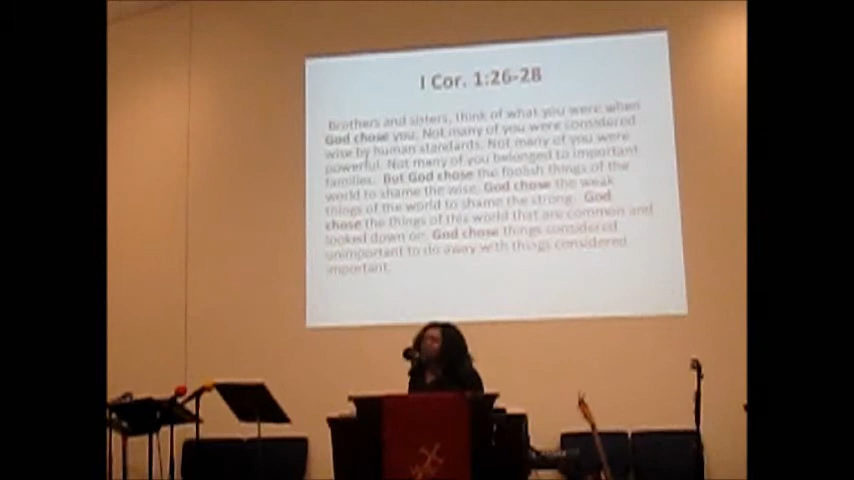 I Cor. 1:26-28
Brothers and sisters, think of what you were when
God chose you. Not many of you were considered
wise by human standards. Not many of you were
powerful. Not many of you belonged to important
families. But God chose the foolish things of the
world to shame the wise. God chose the weak
things of the world to shame the strong. God
chose the things of this world that are common and
looked down on. God chose things considered
unimportant to do away with things considered
important.